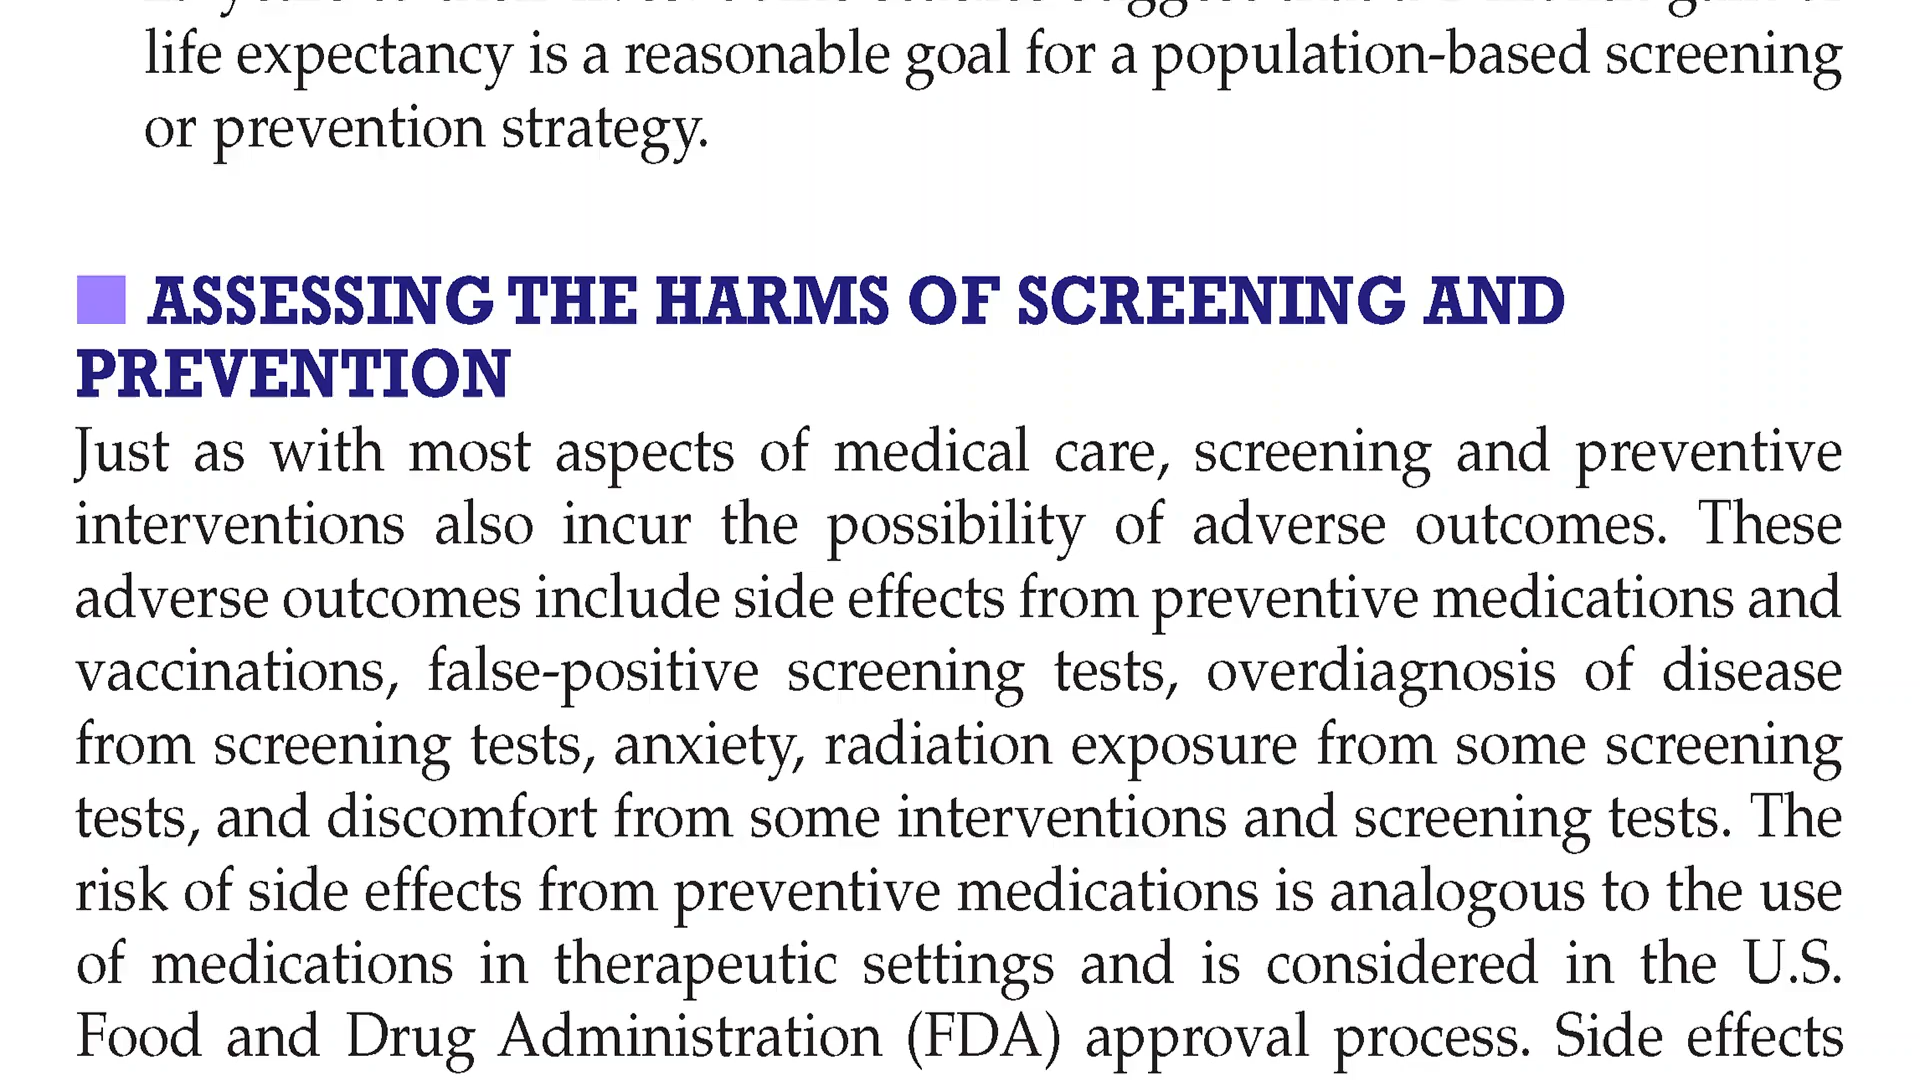 life expectancy is a reasonable goal for a population-based screening
or prevention strategy.
ASSESSING THE HARMS OF SCREENING AND
PREVENTION
Just as with most aspects of medical care, screening and preventive
interventions also incur the possibility of adverse outcomes. These
adverse outcomes include side effects from preventive medications and
vaccinations, false-positive screening tests, overdiagnosis of disease
from screening tests, anxiety, radiation exposure from some screening
tests, and discomfort from some interventions and screening tests. The
risk of side effects from preventive medications is analogous to the use
of medications in therapeutic settings and is considered in the U.S.
Food and Drug Administration (FDA) approval process. Side effects